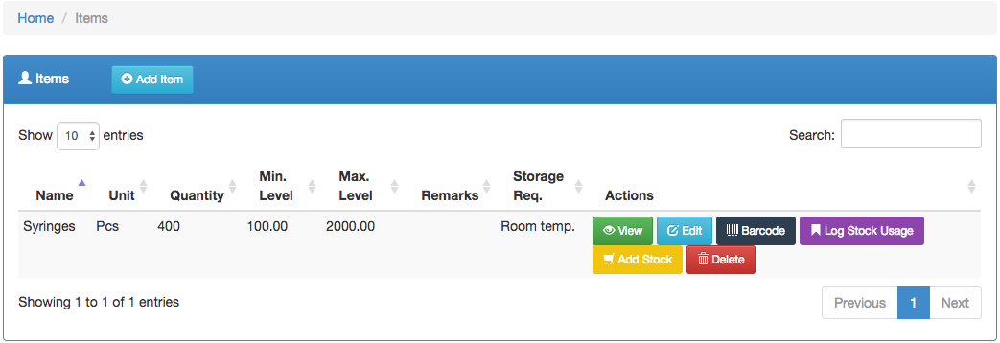 Home / Items
Items Add Item
Show 10 entries Search:
Name Unit Quantity Min. Level Max. Level Remarks Storage Req. Actions
Syringes Pcs 400 100.00 2000.00 Room temp. View Edit Barcode Log Stock Usage
Add Stock Delete
Showing 1 to 1 of 1 entries Previous 1 Next